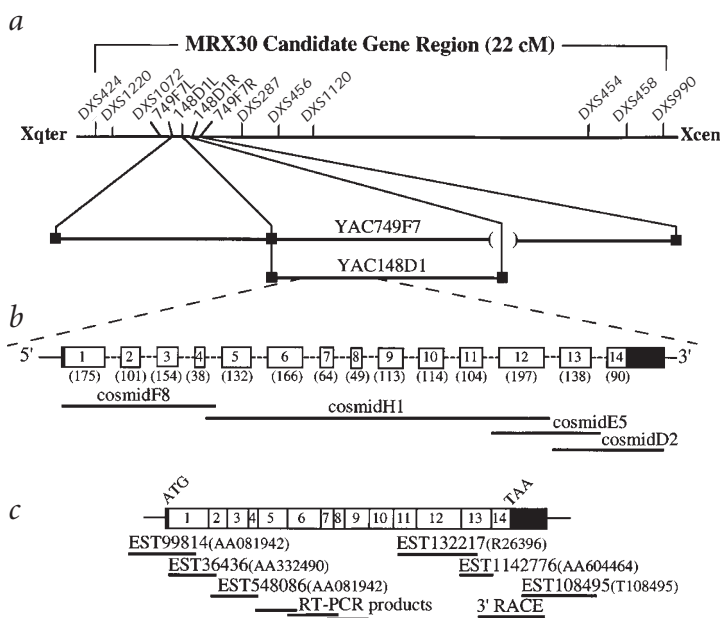 a
MRX30 Candidate Gene Region (22 cM)
DXS424 DXS1220 DXS1072 749F7L 148D1L 148D1R 749F7R DXS287 DXS456 DXS1120 DXS454 DXS458 DXS990
Xqter Xcen
YAC749F7 ( )
YAC148D1
b
5' 1 2 3 4 5 6 7 8 9 10 11 12 13 14 3'
(175) (101) (154) (38) (132) (166) (64) (49) (113) (114) (104) (197) (138) (90)
cosmidF8
cosmidH1
cosmidE5
cosmidD2
ATG TAA
c
1 2 3 4 5 6 7 8 9 10 11 12 13 14
EST99814(AA081942) EST132217(R26396)
EST36436(AA332490) EST1142776(AA604464)
EST548086(AA081942) EST108495(T108495)
RT-PCR products 3' RACE